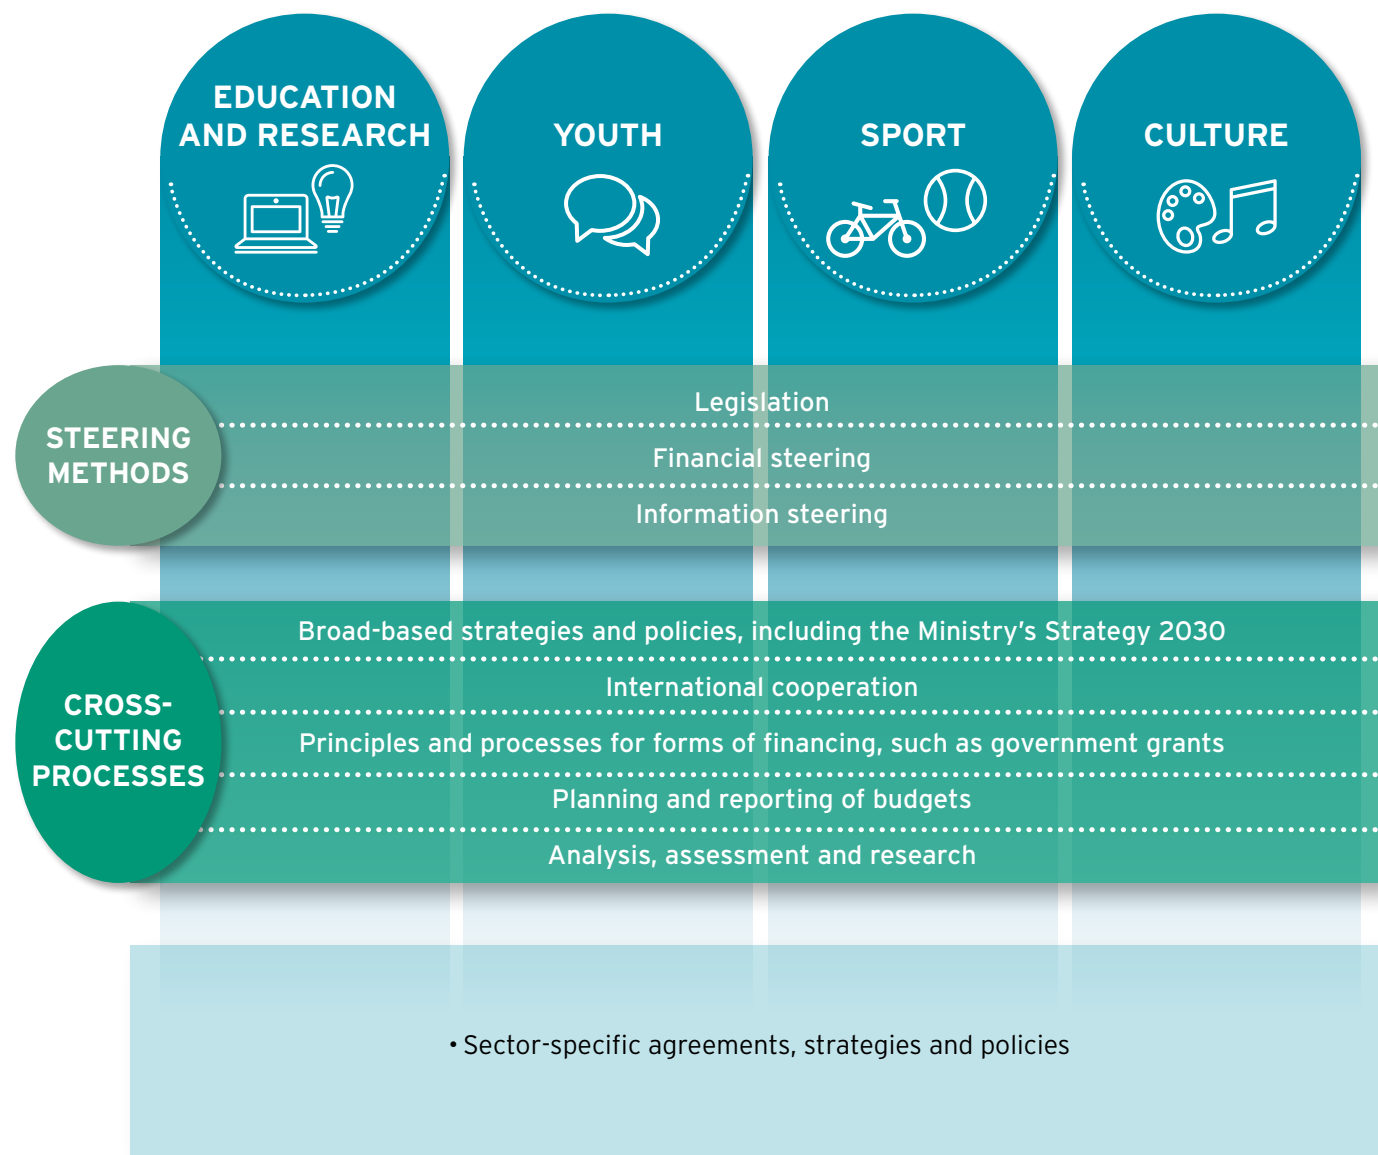 EDUCATION
AND RESEARCH
YOUTH
SPORT
CULTURE
STEERING
METHODS
Legislation
Financial steering
Information steering
CROSS-
CUTTING
PROCESSES
Broad-based strategies and policies, including the Ministry’s Strategy 2030
International cooperation
Principles and processes for forms of financing, such as government grants
Planning and reporting of budgets
Analysis, assessment and research
• Sector-specific agreements, strategies and policies